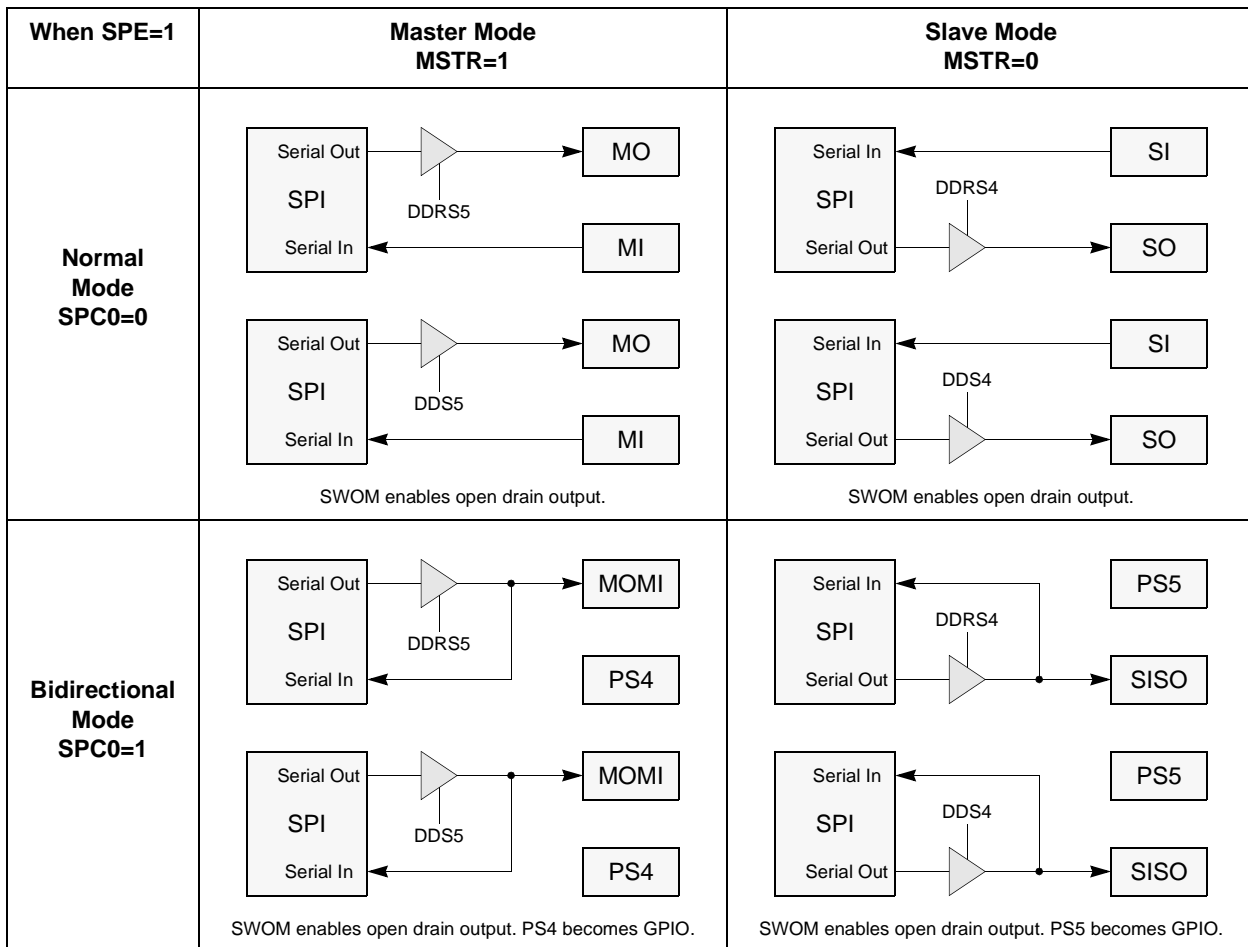 When SPE=1
Master Mode
MSTR=1
Slave Mode
MSTR=0
Normal
Mode
SPC0=0
Serial Out
SPI
Serial In
DDRS5
MO
MI
Serial Out
SPI
Serial In
DDS5
MO
MI
SWOM enables open drain output.
Serial In
SPI
Serial Out
DDRS4
SI
SO
Serial In
SPI
Serial Out
DDS4
SI
SO
SWOM enables open drain output.
Bidirectional
Mode
SPC0=1
Serial Out
SPI
Serial In
DDRS5
MOMI
PS4
Serial Out
SPI
Serial In
DDS5
MOMI
PS4
SWOM enables open drain output. PS4 becomes GPIO.
Serial In
SPI
Serial Out
DDRS4
PS5
SISO
Serial In
SPI
Serial Out
DDS4
PS5
SISO
SWOM enables open drain output. PS5 becomes GPIO.